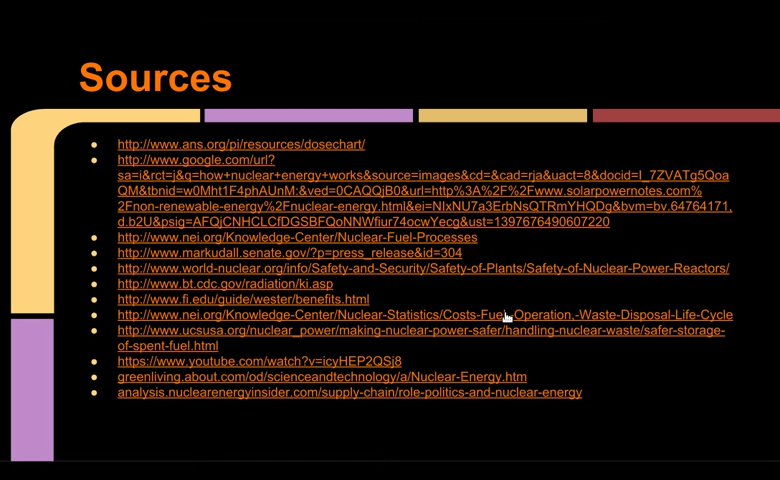 Sources
http://www.ans.org/pi/resources/dosechart/
http://www.google.com/url?
sa=i&rct=j&q=how+nuclear+energy+works&source=images&cd=&cad=rja&uact=8&docid=I_7ZVATg5Qoa
QM&tbnid=w0Mht1F4phAUnM:&ved=0CAQQjB0&url=http%3A%2F%2Fwww.solarpowernotes.com%
2Fnon-renewable-energy%2Fnuclear-energy.html&ei=NIxNU7a3ErbNsQTRmYHQDg&bvm=bv.64764171,
d.b2U&psig=AFQjCNHCLCfDGSBFQoNNWfiur74ocwYecg&ust=1397676490607220
http://www.nei.org/Knowledge-Center/Nuclear-Fuel-Processes
http://www.markudall.senate.gov/?p=press_release&id=304
http://www.world-nuclear.org/info/Safety-and-Security/Safety-of-Plants/Safety-of-Nuclear-Power-Reactors/
http://www.bt.cdc.gov/radiation/ki.asp
http://www.fi.edu/guide/wester/benefits.html
http://www.nei.org/Knowledge-Center/Nuclear-Statistics/Costs-Fuel,-Operation,-Waste-Disposal-Life-Cycle
http://www.ucsusa.org/nuclear_power/making-nuclear-power-safer/handling-nuclear-waste/safer-storage-
of-spent-fuel.html
https://www.youtube.com/watch?v=icyHEP2QSj8
greenliving.about.com/od/scienceandtechnology/a/Nuclear-Energy.htm
analysis.nuclearenergyinsider.com/supply-chain/role-politics-and-nuclear-energy